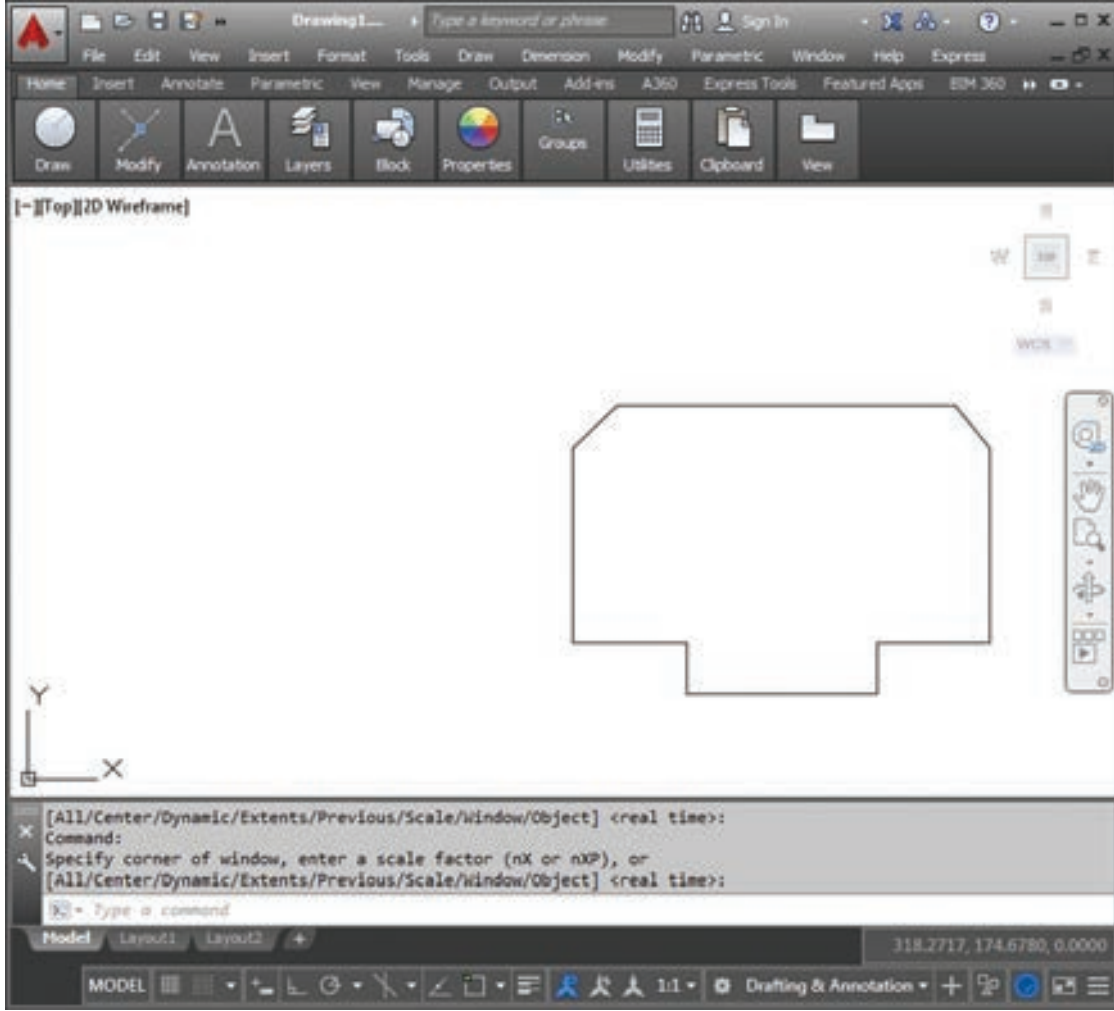 Drawing1... Type a keyword or phrase Sign In
File Edit View Insert Format Tools Draw Dimension Modify Parametric Window Help Express
Home Insert Annotate Parametric View Manage Output Add-ins A360 Express Tools Featured Apps BIM 360
Draw Modify Annotation Layers Block Properties Groups Utilities Clipboard View
[-][Top][2D Wireframe]
W TOP E
WCS
Y
X
[All/Center/Dynamic/Extents/Previous/Scale/Window/Object] <real time>:
Command:
Specify corner of window, enter a scale factor (nX or nXP), or
[All/Center/Dynamic/Extents/Previous/Scale/Window/Object] <real time>:
Type a command
Model Layout1 Layout2 +
318.2717, 174.6780, 0.0000
MODEL 1:1 Drafting & Annotation